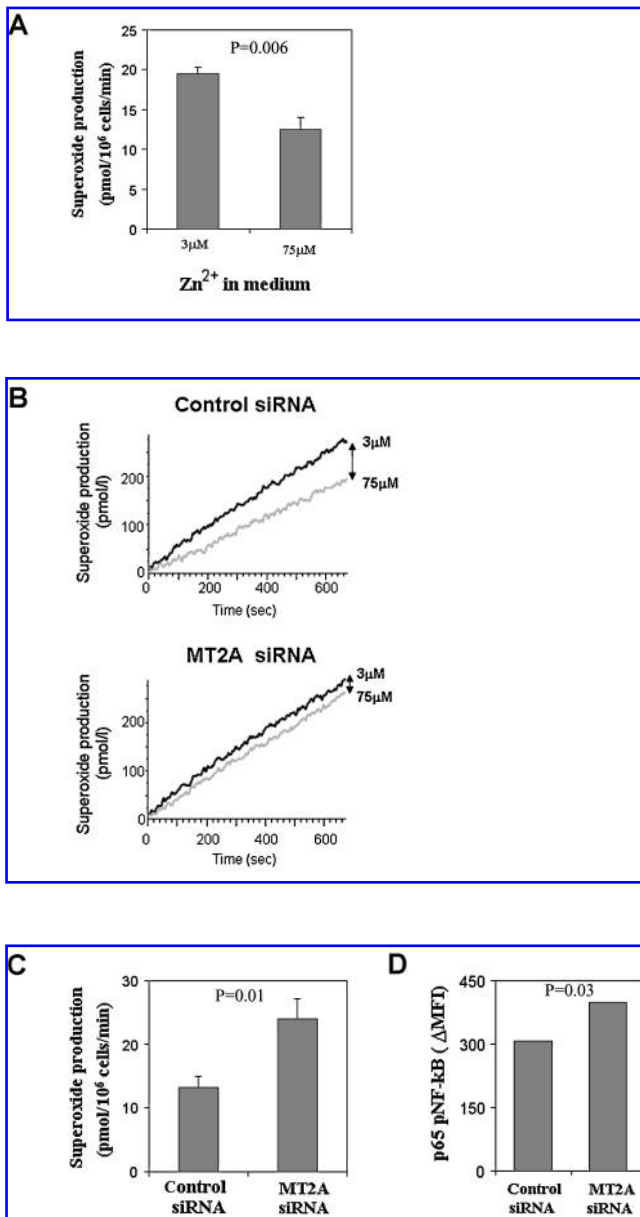 A
P=0.006
Superoxide production
(pmol/10⁶ cells/min)
25
20
15
10
5
0
3μM
75μM
Zn²⁺ in medium
B
Control siRNA
Superoxide production
(pmol/l)
200
100
0
3μM
75μM
0
200
400
600
Time (sec)
MT2A siRNA
Superoxide production
(pmol/l)
200
100
0
3μM
75μM
0
200
400
600
Time (sec)
C
P=0.01
Superoxide production
(pmol/10⁶ cells/min)
30
20
10
0
Control
siRNA
MT2A
siRNA
D
P=0.03
p65 pNF-kB ( ΔMFI)
450
300
150
0
Control
siRNA
MT2A
siRNA